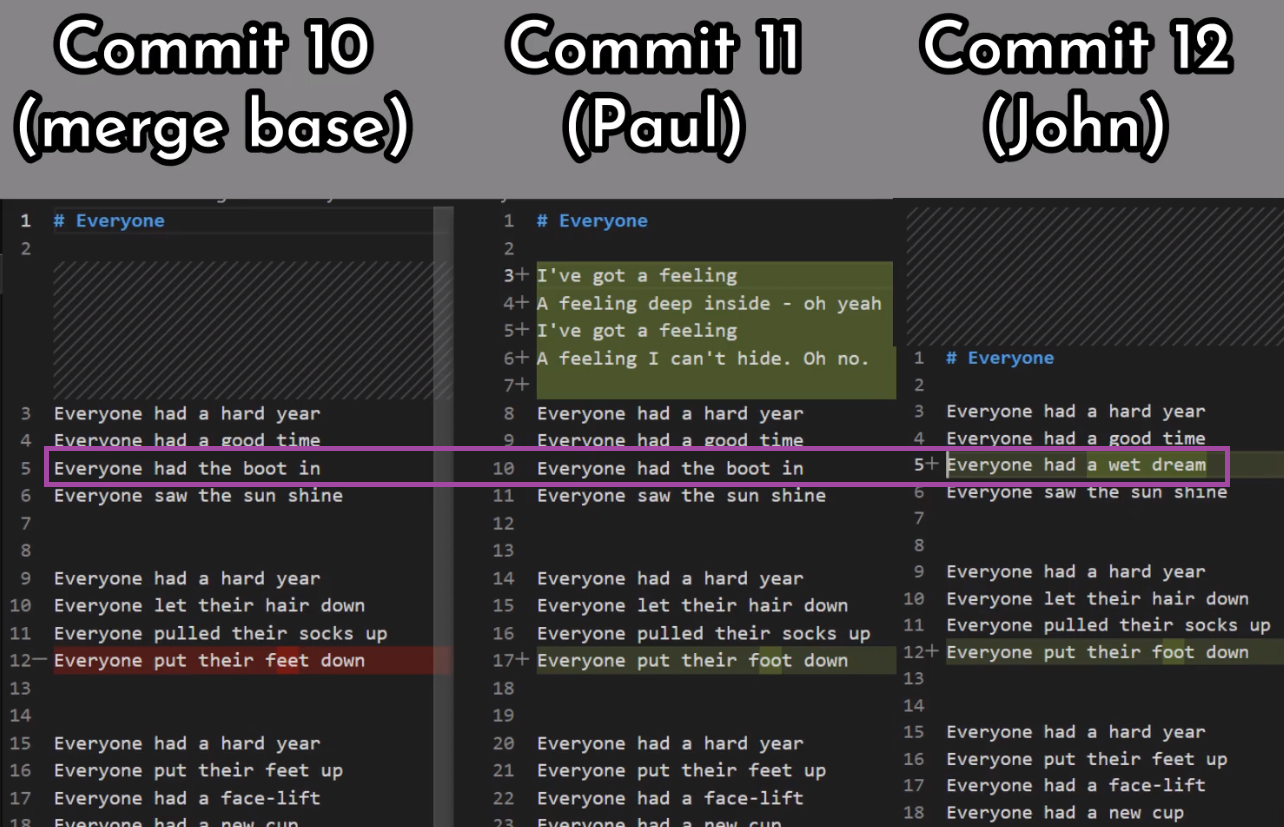 Commit 10
(merge base)
Commit 11
(Paul)
Commit 12
(John)
1 # Everyone
2
3 Everyone had a hard year
4 Everyone had a good time
5 Everyone had the boot in
6 Everyone saw the sun shine
7
8
9 Everyone had a hard year
10 Everyone let their hair down
11 Everyone pulled their socks up
12— Everyone put their feet down
13
14
15 Everyone had a hard year
16 Everyone put their feet up
17 Everyone had a face-lift
18 Everyone had a new cup
1 # Everyone
2
3+ I've got a feeling
4+ A feeling deep inside - oh yeah
5+ I've got a feeling
6+ A feeling I can't hide. Oh no.
7+
8 Everyone had a hard year
9 Everyone had a good time
10 Everyone had the boot in
11 Everyone saw the sun shine
12
13
14 Everyone had a hard year
15 Everyone let their hair down
16 Everyone pulled their socks up
17+ Everyone put their foot down
18
19
20 Everyone had a hard year
21 Everyone put their feet up
22 Everyone had a face-lift
23 Everyone had a new cup
1 # Everyone
2
3 Everyone had a hard year
4 Everyone had a good time
5+ Everyone had a wet dream
6 Everyone saw the sun shine
7
8
9 Everyone had a hard year
10 Everyone let their hair down
11 Everyone pulled their socks up
12+ Everyone put their foot down
13
14
15 Everyone had a hard year
16 Everyone put their feet up
17 Everyone had a face-lift
18 Everyone had a new cup